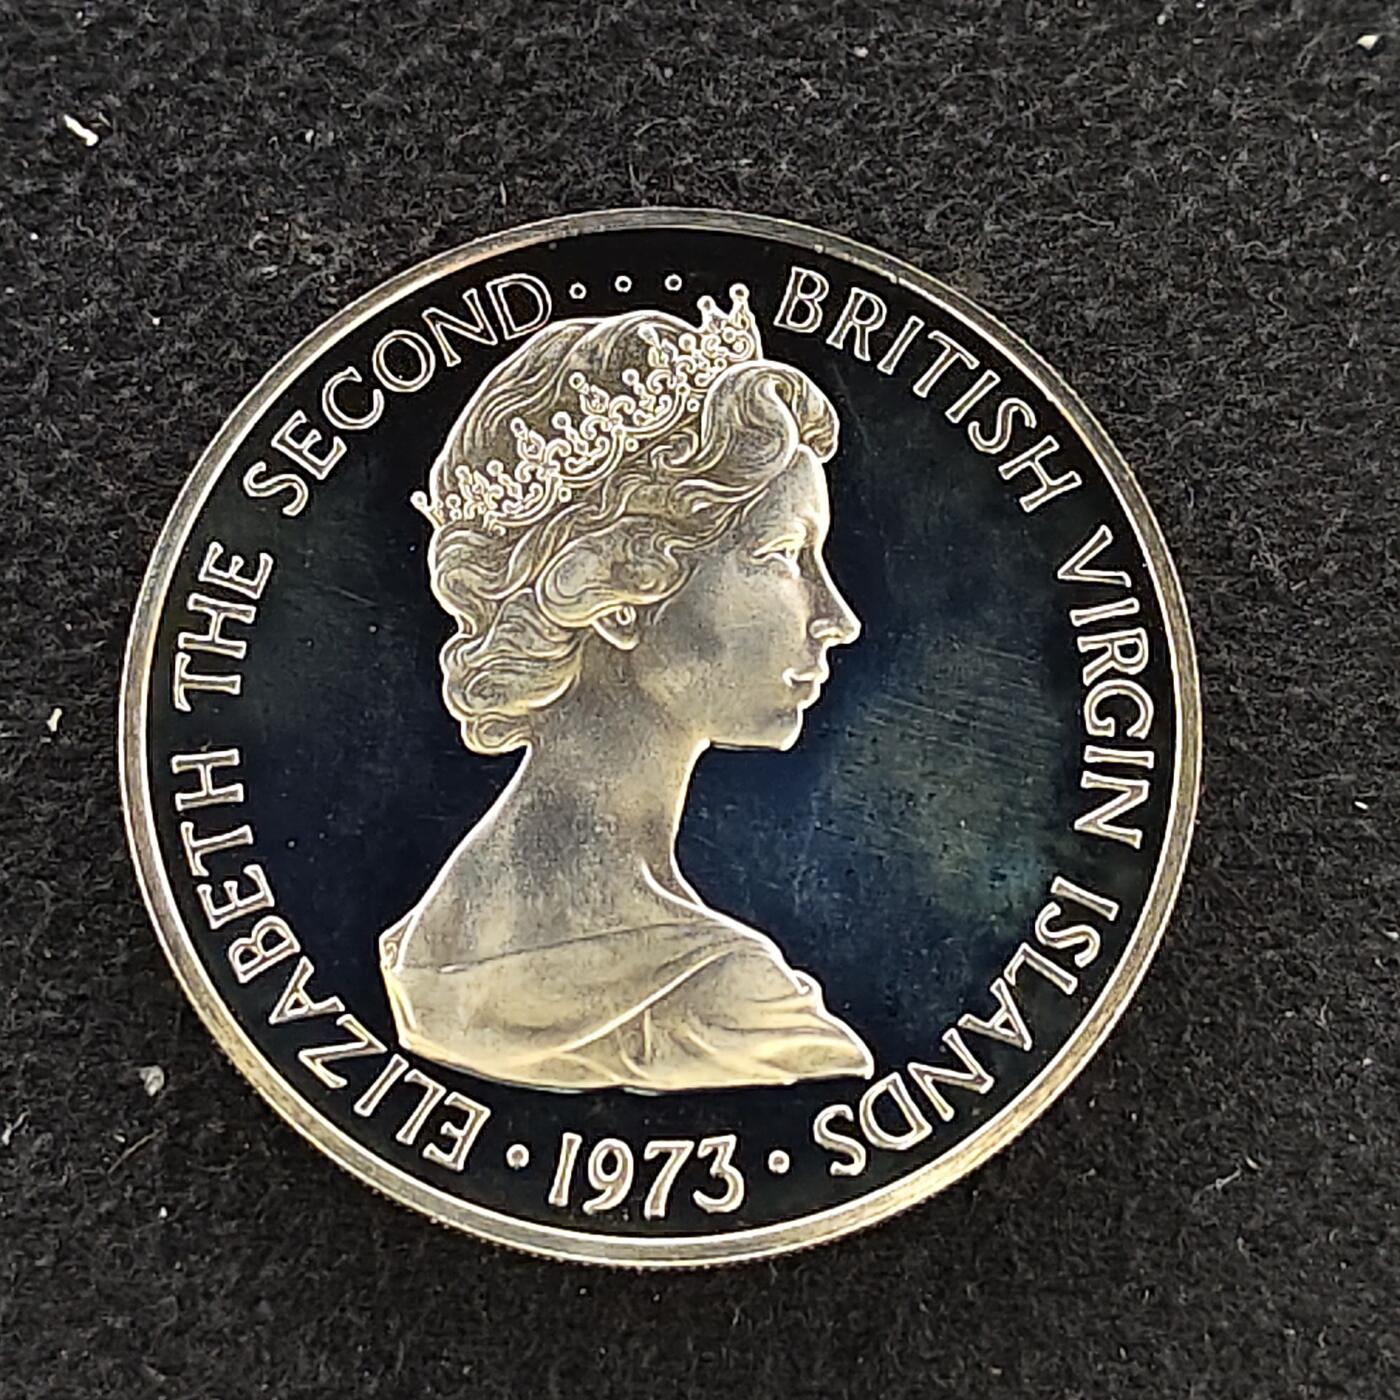 ELIZABETH THE SECOND... BRITISH VIRGIN ISLANDS
· 1973 ·